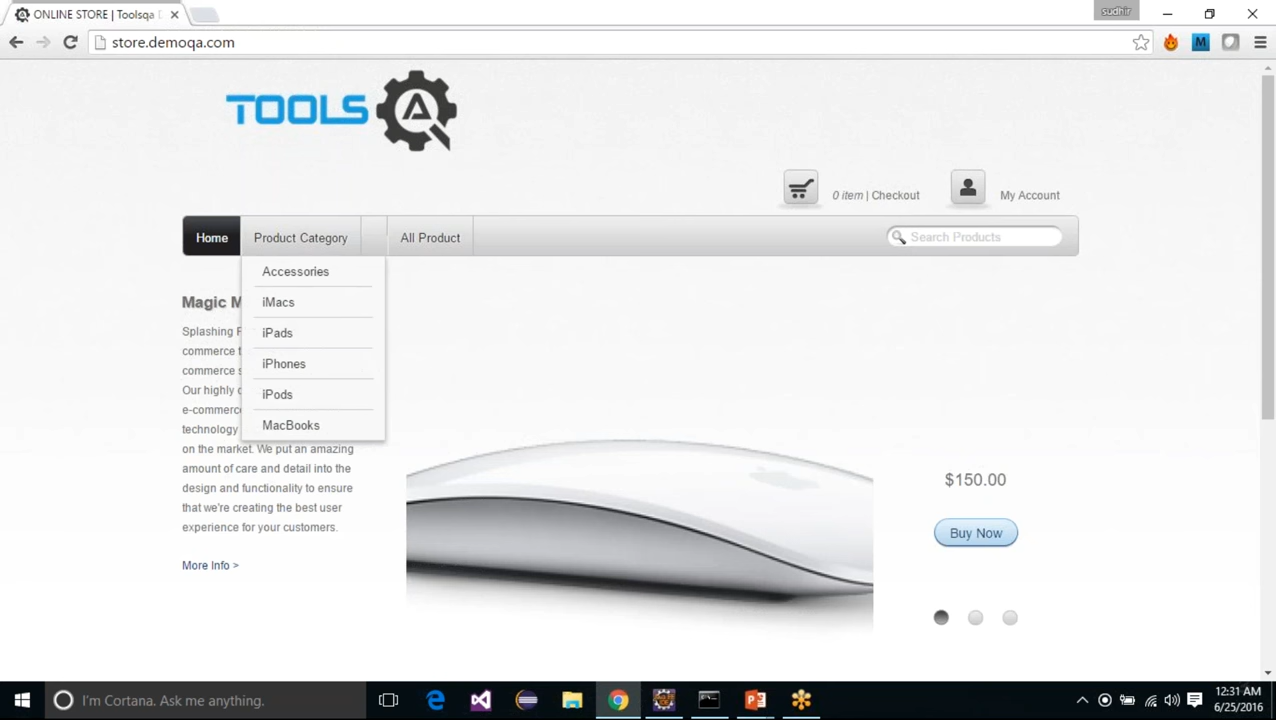 ONLINE STORE | Toolsqa
sudhir
store.demoqa.com
M
TOOLS QA
0 item | Checkout
My Account
Home
Product Category
All Product
Search Products
Accessories
iMacs
iPads
iPhones
iPods
MacBooks
Magic M
Splashing P
commerce t
commerce s
Our highly c
e-commerce
technology
on the market. We put an amazing
amount of care and detail into the
design and functionality to ensure
that we're creating the best user
experience for your customers.
More Info >
$150.00
Buy Now
I'm Cortana. Ask me anything.
12:31 AM
6/25/2016